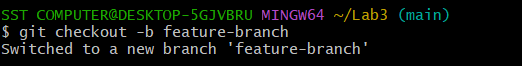 SST COMPUTER@DESKTOP-5GJVBRU MINGW64 ~/Lab3 (main)
$ git checkout -b feature-branch
Switched to a new branch 'feature-branch'